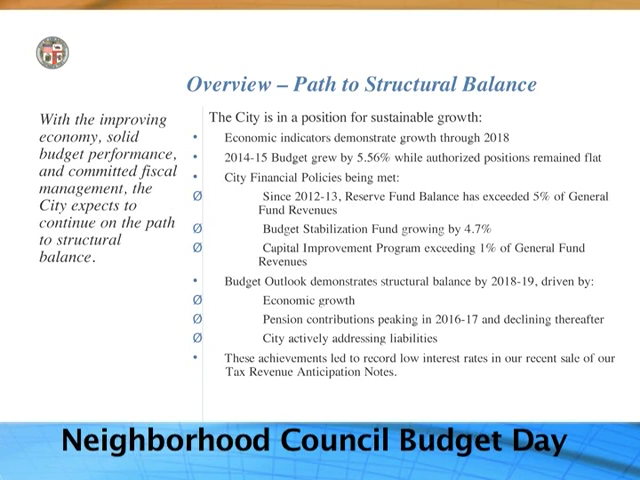 Overview – Path to Structural Balance
With the improving
economy, solid
budget performance,
and committed fiscal
management, the
City expects to
continue on the path
to structural
balance.
The City is in a position for sustainable growth:
• Economic indicators demonstrate growth through 2018
• 2014-15 Budget grew by 5.56% while authorized positions remained flat
• City Financial Policies being met:
Ø Since 2012-13, Reserve Fund Balance has exceeded 5% of General
Fund Revenues
Ø Budget Stabilization Fund growing by 4.7%
Ø Capital Improvement Program exceeding 1% of General Fund
Revenues
• Budget Outlook demonstrates structural balance by 2018-19, driven by:
Ø Economic growth
Ø Pension contributions peaking in 2016-17 and declining thereafter
Ø City actively addressing liabilities
• These achievements led to record low interest rates in our recent sale of our
Tax Revenue Anticipation Notes.
Neighborhood Council Budget Day